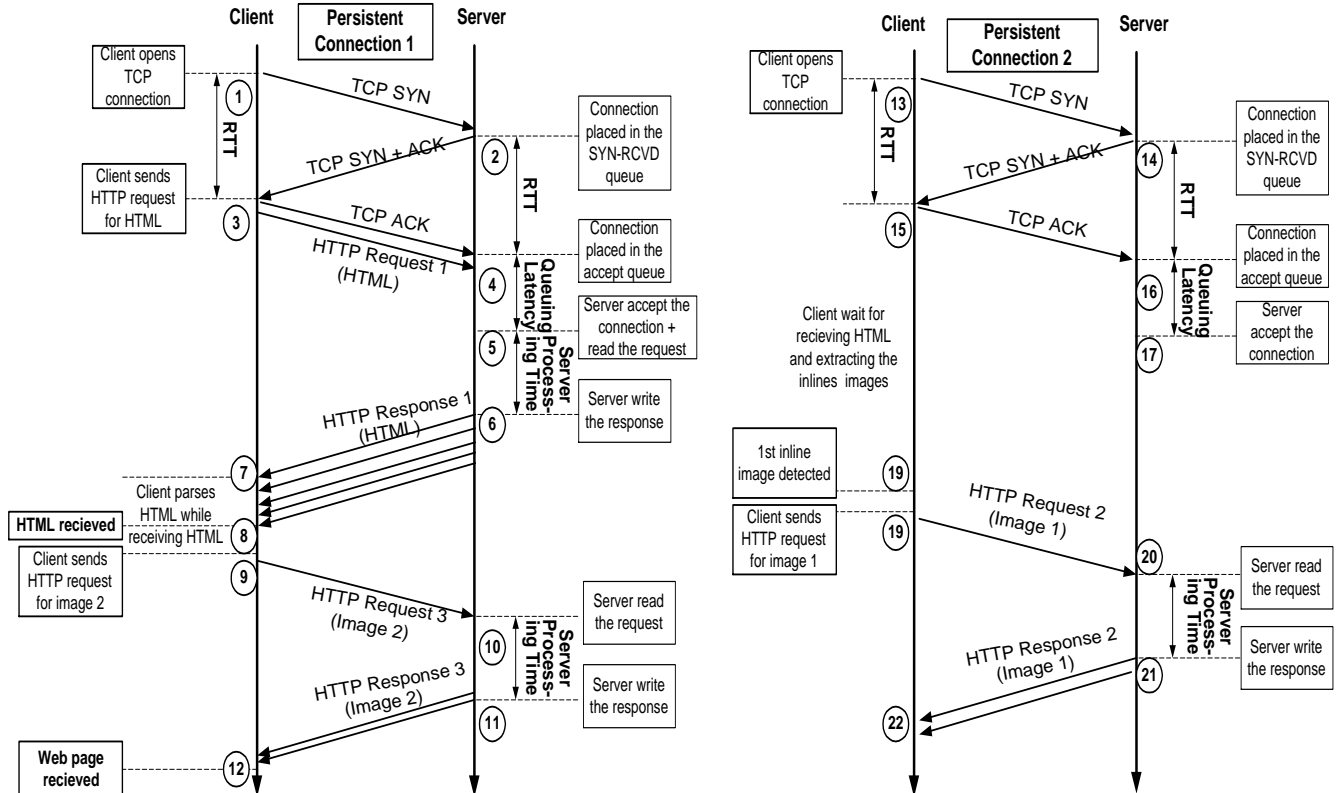 Client
Persistent
Connection 1
Server
Client opens
TCP
connection
1
RTT
TCP SYN
2
Connection
placed in the
SYN-RCVD
queue
TCP SYN + ACK
RTT
Client sends
HTTP request
for HTML
3
TCP ACK
HTTP Request 1
(HTML)
Connection
placed in the
accept queue
4
Queuing
Latency
Server accept the
connection +
read the request
5
Server
Process-
ing Time
HTTP Response 1
(HTML)
6
Server write
the response
7
Client parses
HTML while
receiving HTML
HTML recieved
8
Client sends
HTTP request
for image 2
9
HTTP Request 3
(Image 2)
Server read
the request
10
Server
Process-
ing Time
HTTP Response 3
(Image 2)
Server write
the response
11
Web page
recieved
12
Client
Persistent
Connection 2
Server
Client opens
TCP
connection
13
RTT
TCP SYN
14
Connection
placed in the
SYN-RCVD
queue
TCP SYN + ACK
RTT
15
TCP ACK
Connection
placed in the
accept queue
16
Queuing
Latency
Server
accept the
connection
17
Client wait for
recieving HTML
and extracting the
inlines images
1st inline
image detected
19
Client sends
HTTP request
for image 1
19
HTTP Request 2
(Image 1)
20
Server read
the request
Server
Process-
ing Time
HTTP Response 2
(Image 1)
Server write
the response
21
22